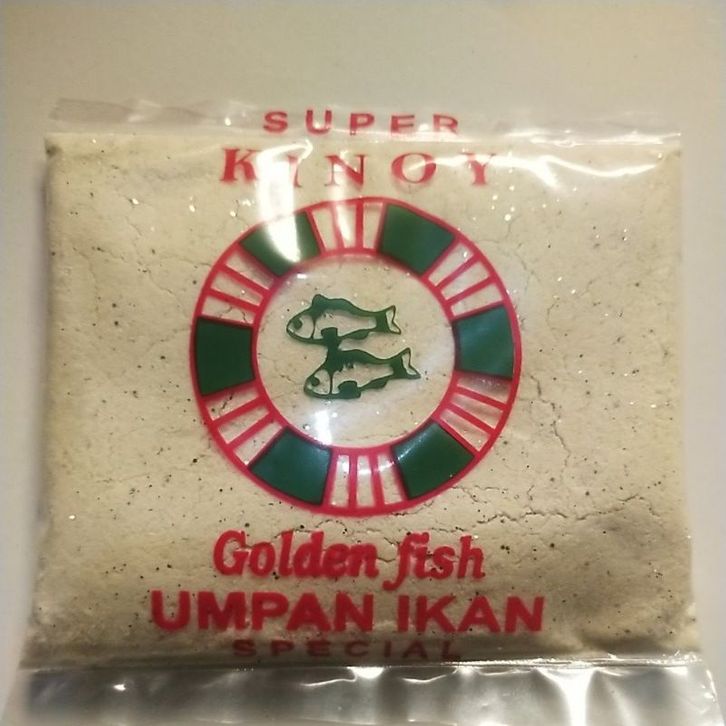 SUPER
KINOY
Golden fish
UMPAN IKAN
SPECIAL